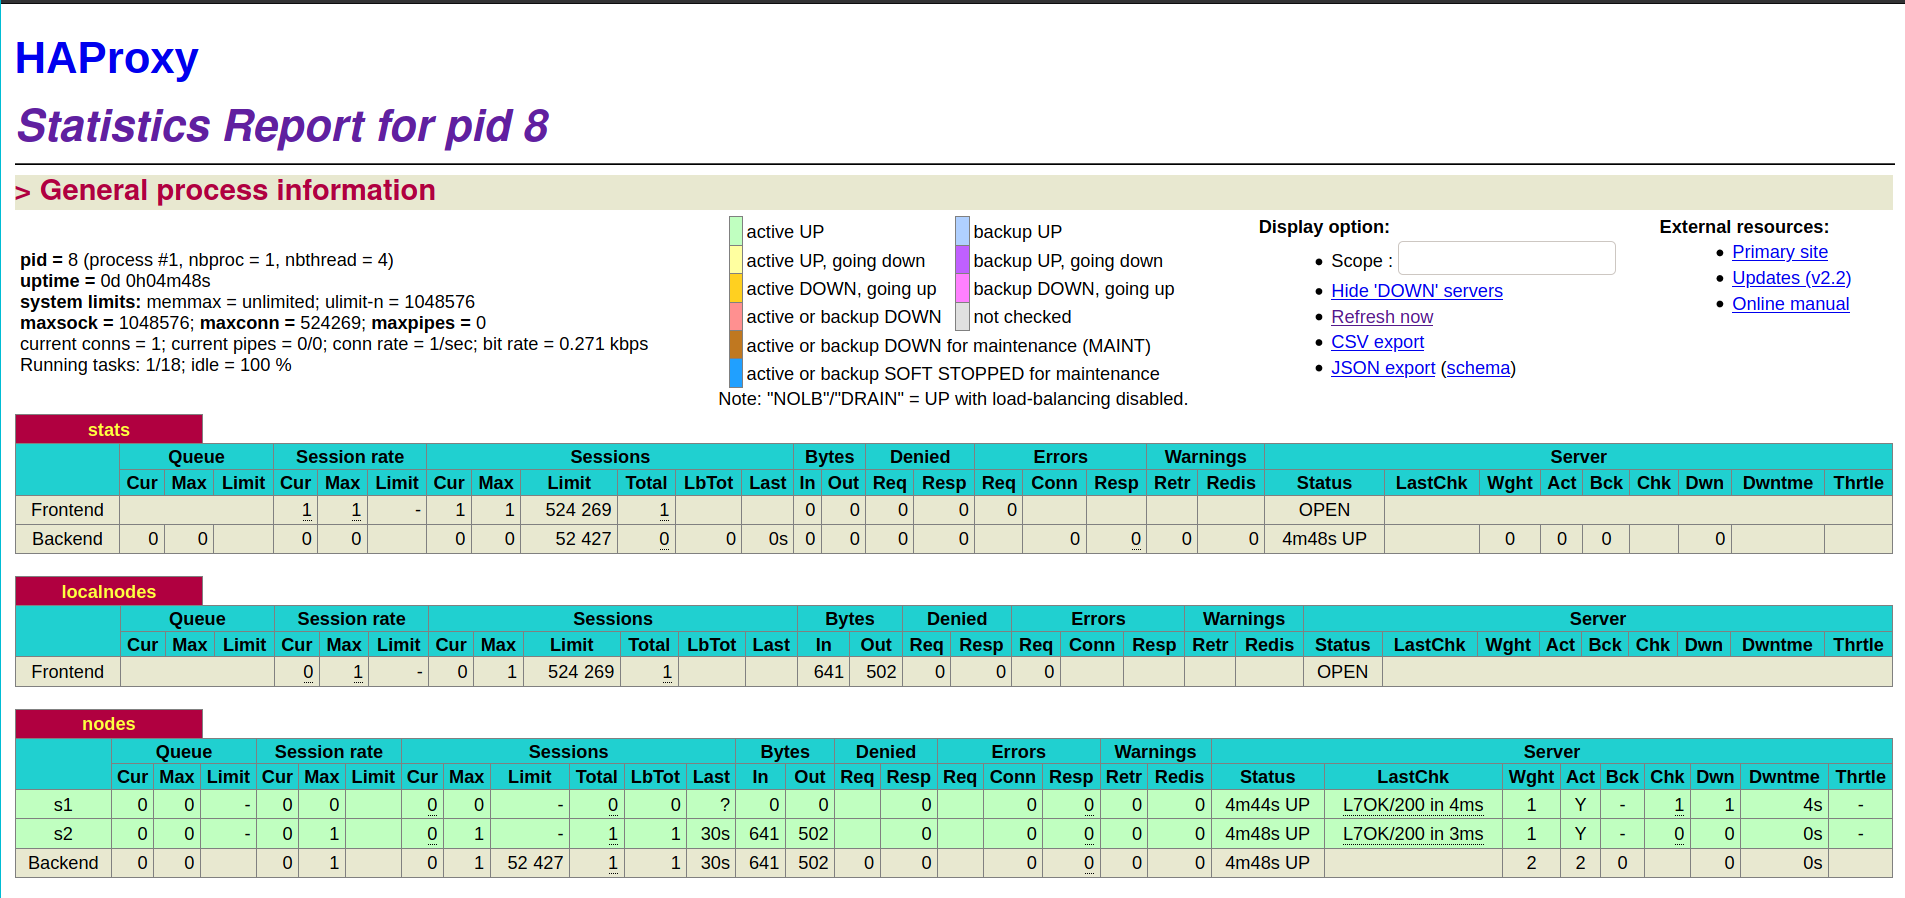 HAProxy
Statistics Report for pid 8
> General process information
pid = 8 (process #1, nbproc = 1, nbthread = 4)
uptime = 0d 0h04m48s
system limits: memmax = unlimited; ulimit-n = 1048576
maxsock = 1048576; maxconn = 524269; maxpipes = 0
current conns = 1; current pipes = 0/0; conn rate = 1/sec; bit rate = 0.271 kbps
Running tasks: 1/18; idle = 100 %
active UP backup UP
active UP, going down backup UP, going down
active DOWN, going up backup DOWN, going up
active or backup DOWN not checked
active or backup DOWN for maintenance (MAINT)
active or backup SOFT STOPPED for maintenance
Note: "NOLB"/"DRAIN" = UP with load-balancing disabled.
Display option:
Scope :
Hide 'DOWN' servers
Refresh now
CSV export
JSON export (schema)
External resources:
Primary site
Updates (v2.2)
Online manual
stats
Queue Session rate Sessions Bytes Denied Errors Warnings Server
Cur Max Limit Cur Max Limit Cur Max Limit Total LbTot Last In Out Req Resp Req Conn Resp Retr Redis Status LastChk Wght Act Bck Chk Dwn Dwntme Thrtle
Frontend 1 1 - 1 1 524 269 1 0 0 0 0 0 OPEN
Backend 0 0 0 0 0 0 52 427 0 0 0s 0 0 0 0 0 0 0 0 4m48s UP 0 0 0 0
localnodes
Queue Session rate Sessions Bytes Denied Errors Warnings Server
Cur Max Limit Cur Max Limit Cur Max Limit Total LbTot Last In Out Req Resp Req Conn Resp Retr Redis Status LastChk Wght Act Bck Chk Dwn Dwntme Thrtle
Frontend 0 1 - 0 1 524 269 1 641 502 0 0 0 OPEN
nodes
Queue Session rate Sessions Bytes Denied Errors Warnings Server
Cur Max Limit Cur Max Limit Cur Max Limit Total LbTot Last In Out Req Resp Req Conn Resp Retr Redis Status LastChk Wght Act Bck Chk Dwn Dwntme Thrtle
s1 0 0 - 0 0 0 0 - 0 0 ? 0 0 0 0 0 0 0 4m44s UP L7OK/200 in 4ms 1 Y - 1 1 4s -
s2 0 0 - 0 1 0 1 - 1 1 30s 641 502 0 0 0 0 0 4m48s UP L7OK/200 in 3ms 1 Y - 0 0 0s -
Backend 0 0 0 1 0 1 52 427 1 1 30s 641 502 0 0 0 0 0 0 4m48s UP 2 2 0 0 0s